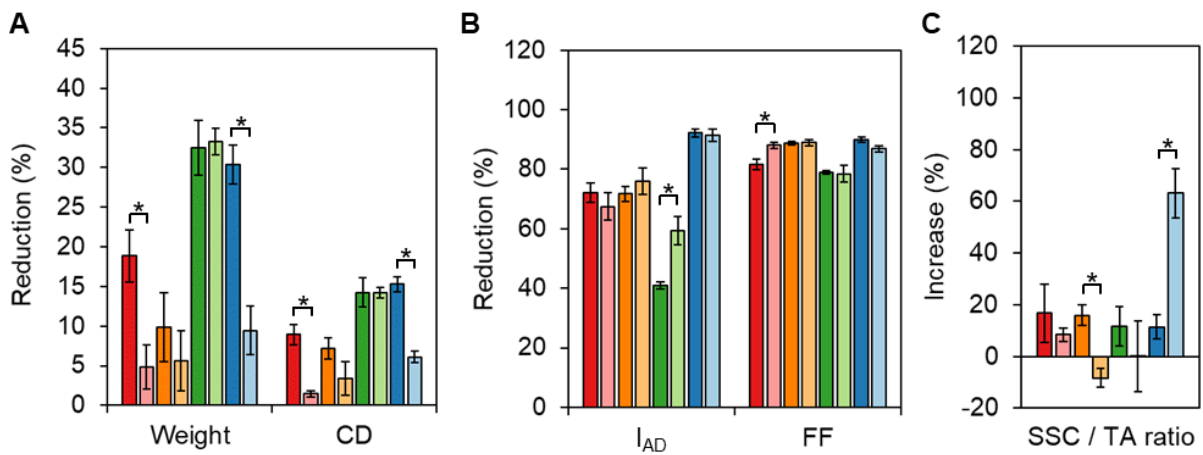 A
Reduction (%)
45
40
35
30
25
20
15
10
5
0
* * * *
Weight CD
B
Reduction (%)
120
100
80
60
40
20
0
* *
I_AD FF
C
Increase (%)
120
100
80
60
40
20
0
-20
* *
SSC / TA ratio